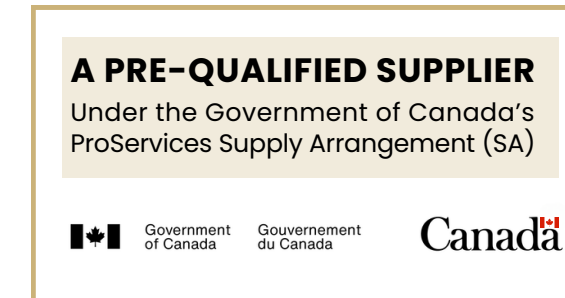 A PRE-QUALIFIED SUPPLIER
Under the Government of Canada’s
ProServices Supply Arrangement (SA)
Government Gouvernement
of Canada du Canada
Canada